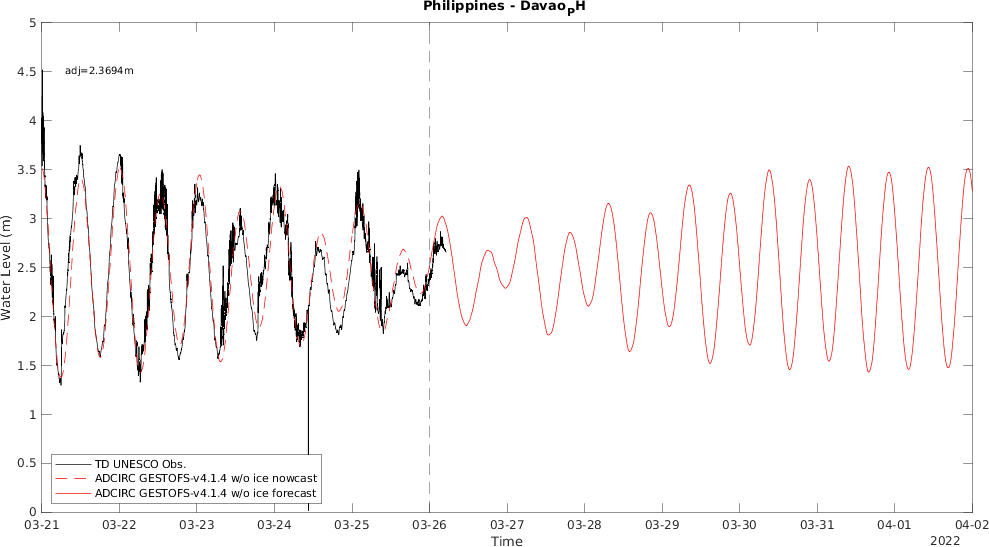 Philippines - Davao_pH
adj=2.3694m
Water Level (m)
5
4.5
4
3.5
3
2.5
2
1.5
1
0.5
0
TD UNESCO Obs.
ADCIRC GESTOFS-v4.1.4 w/o ice nowcast
ADCIRC GESTOFS-v4.1.4 w/o ice forecast
03-21 03-22 03-23 03-24 03-25 03-26 03-27 03-28 03-29 03-30 03-31 04-01 04-02
Time
2022